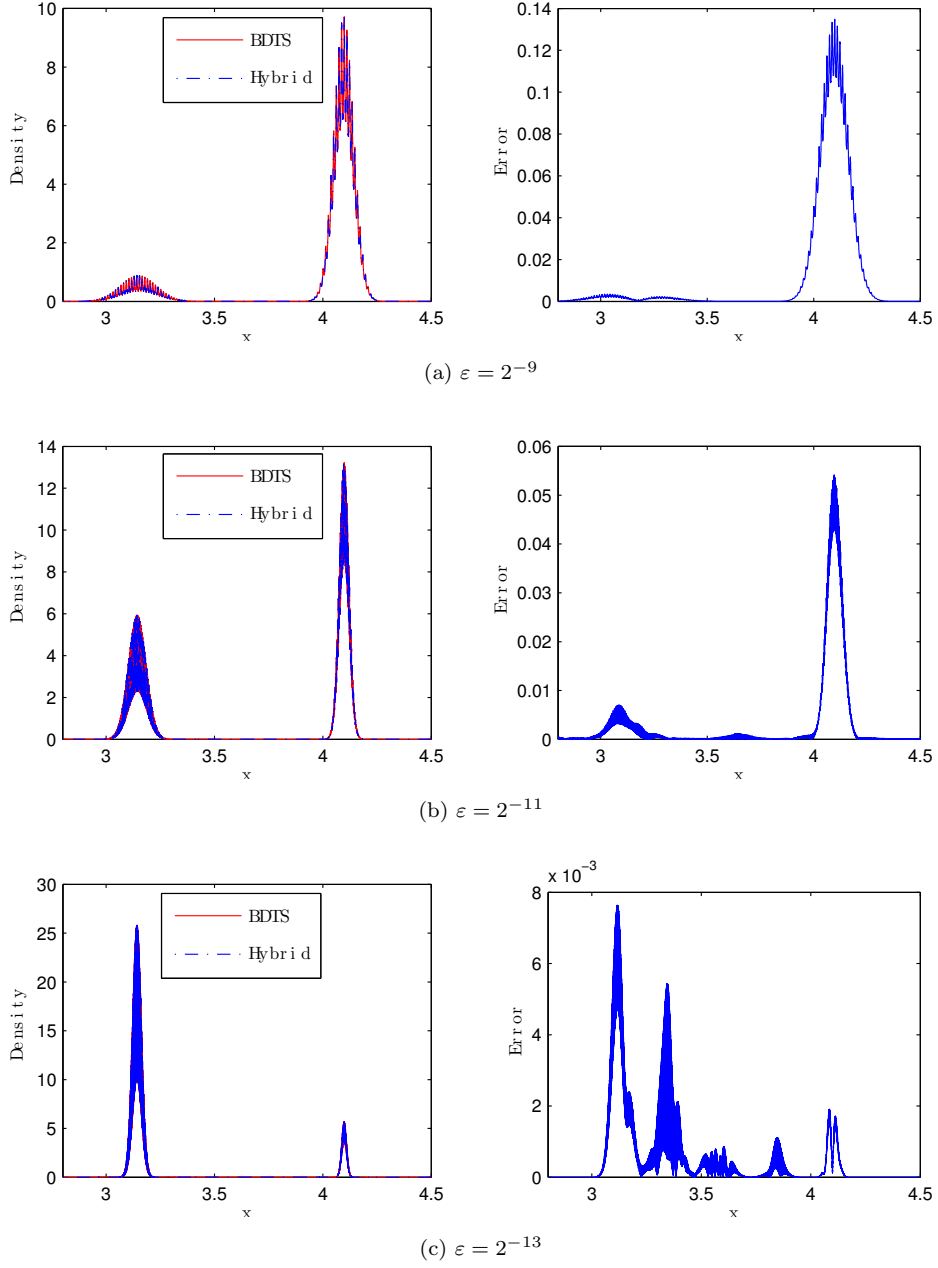 10
8
6
4
2
0
3
3.5
4
4.5
x
Density
BDTS
Hybrid
0.14
0.12
0.1
0.08
0.06
0.04
0.02
0
3
3.5
4
4.5
x
Error
(a) ε = 2⁻⁹
14
12
10
8
6
4
2
0
3
3.5
4
4.5
x
Density
BDTS
Hybrid
0.06
0.05
0.04
0.03
0.02
0.01
0
3
3.5
4
4.5
x
Error
(b) ε = 2⁻¹¹
30
25
20
15
10
5
0
3
3.5
4
4.5
x
Density
BDTS
Hybrid
x 10⁻³
8
6
4
2
0
3
3.5
4
4.5
x
Error
(c) ε = 2⁻¹³